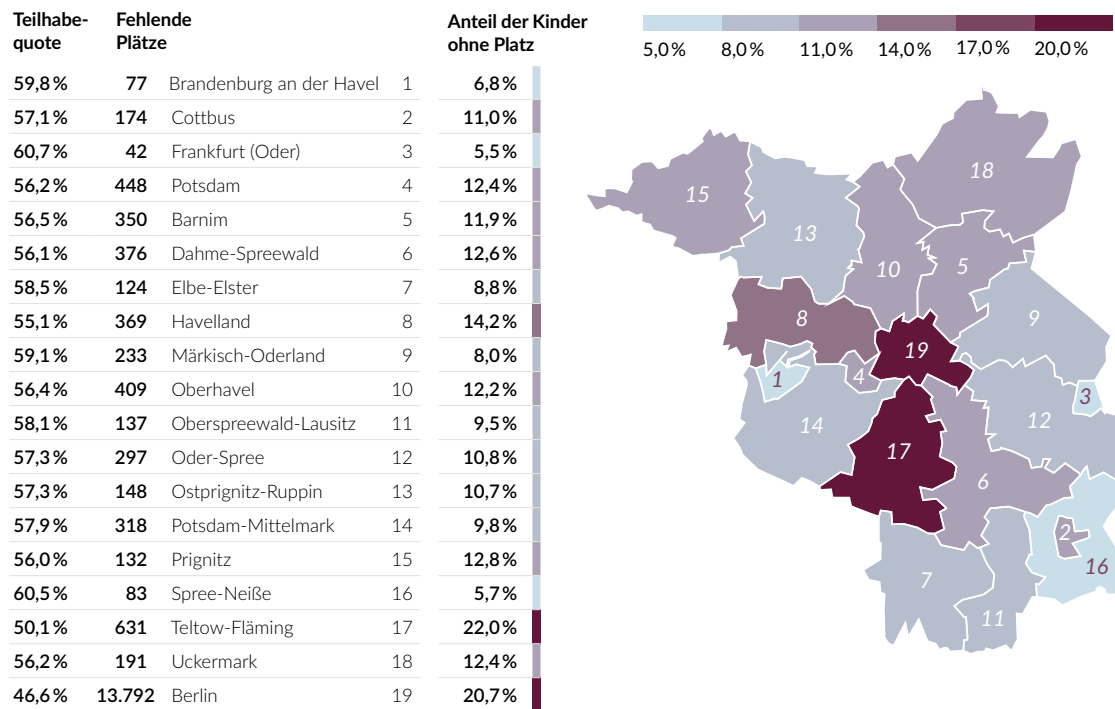 Teilhabe-
quote
Fehlende
Plätze
Anteil der Kinder
ohne Platz
59,8% 77 Brandenburg an der Havel 1 6,8%
57,1% 174 Cottbus 2 11,0%
60,7% 42 Frankfurt (Oder) 3 5,5%
56,2% 448 Potsdam 4 12,4%
56,5% 350 Barnim 5 11,9%
56,1% 376 Dahme-Spreewald 6 12,6%
58,5% 124 Elbe-Elster 7 8,8%
55,1% 369 Havelland 8 14,2%
59,1% 233 Märkisch-Oderland 9 8,0%
56,4% 409 Oberhavel 10 12,2%
58,1% 137 Oberspreewald-Lausitz 11 9,5%
57,3% 297 Oder-Spree 12 10,8%
57,3% 148 Ostprignitz-Ruppin 13 10,7%
57,9% 318 Potsdam-Mittelmark 14 9,8%
56,0% 132 Prignitz 15 12,8%
60,5% 83 Spree-Neiße 16 5,7%
50,1% 631 Teltow-Fläming 17 22,0%
56,2% 191 Uckermark 18 12,4%
46,6% 13.792 Berlin 19 20,7%
5,0% 8,0% 11,0% 14,0% 17,0% 20,0%
18
15
13
10
5
8
9
19
1
4
3
14
12
17
6
2
16
7
11